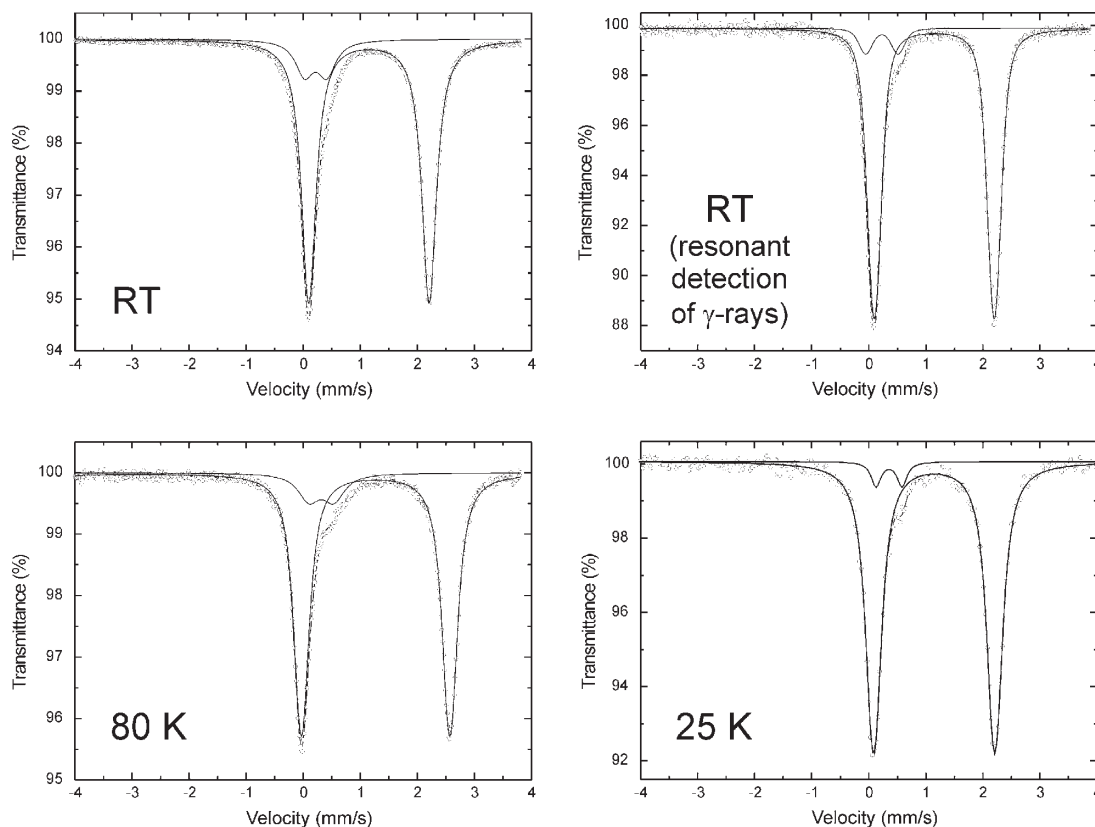 100
99
98
97
96
95
94
Transmittance (%)
RT
-4 -3 -2 -1 0 1 2 3 4
Velocity (mm/s)
100
98
96
94
92
90
88
Transmittance (%)
RT
(resonant
detection
of γ-rays)
-4 -3 -2 -1 0 1 2 3 4
Velocity (mm/s)
100
99
98
97
96
95
Transmittance (%)
80 K
-4 -3 -2 -1 0 1 2 3 4
Velocity (mm/s)
100
98
96
94
92
Transmittance (%)
25 K
-4 -3 -2 -1 0 1 2 3 4
Velocity (mm/s)